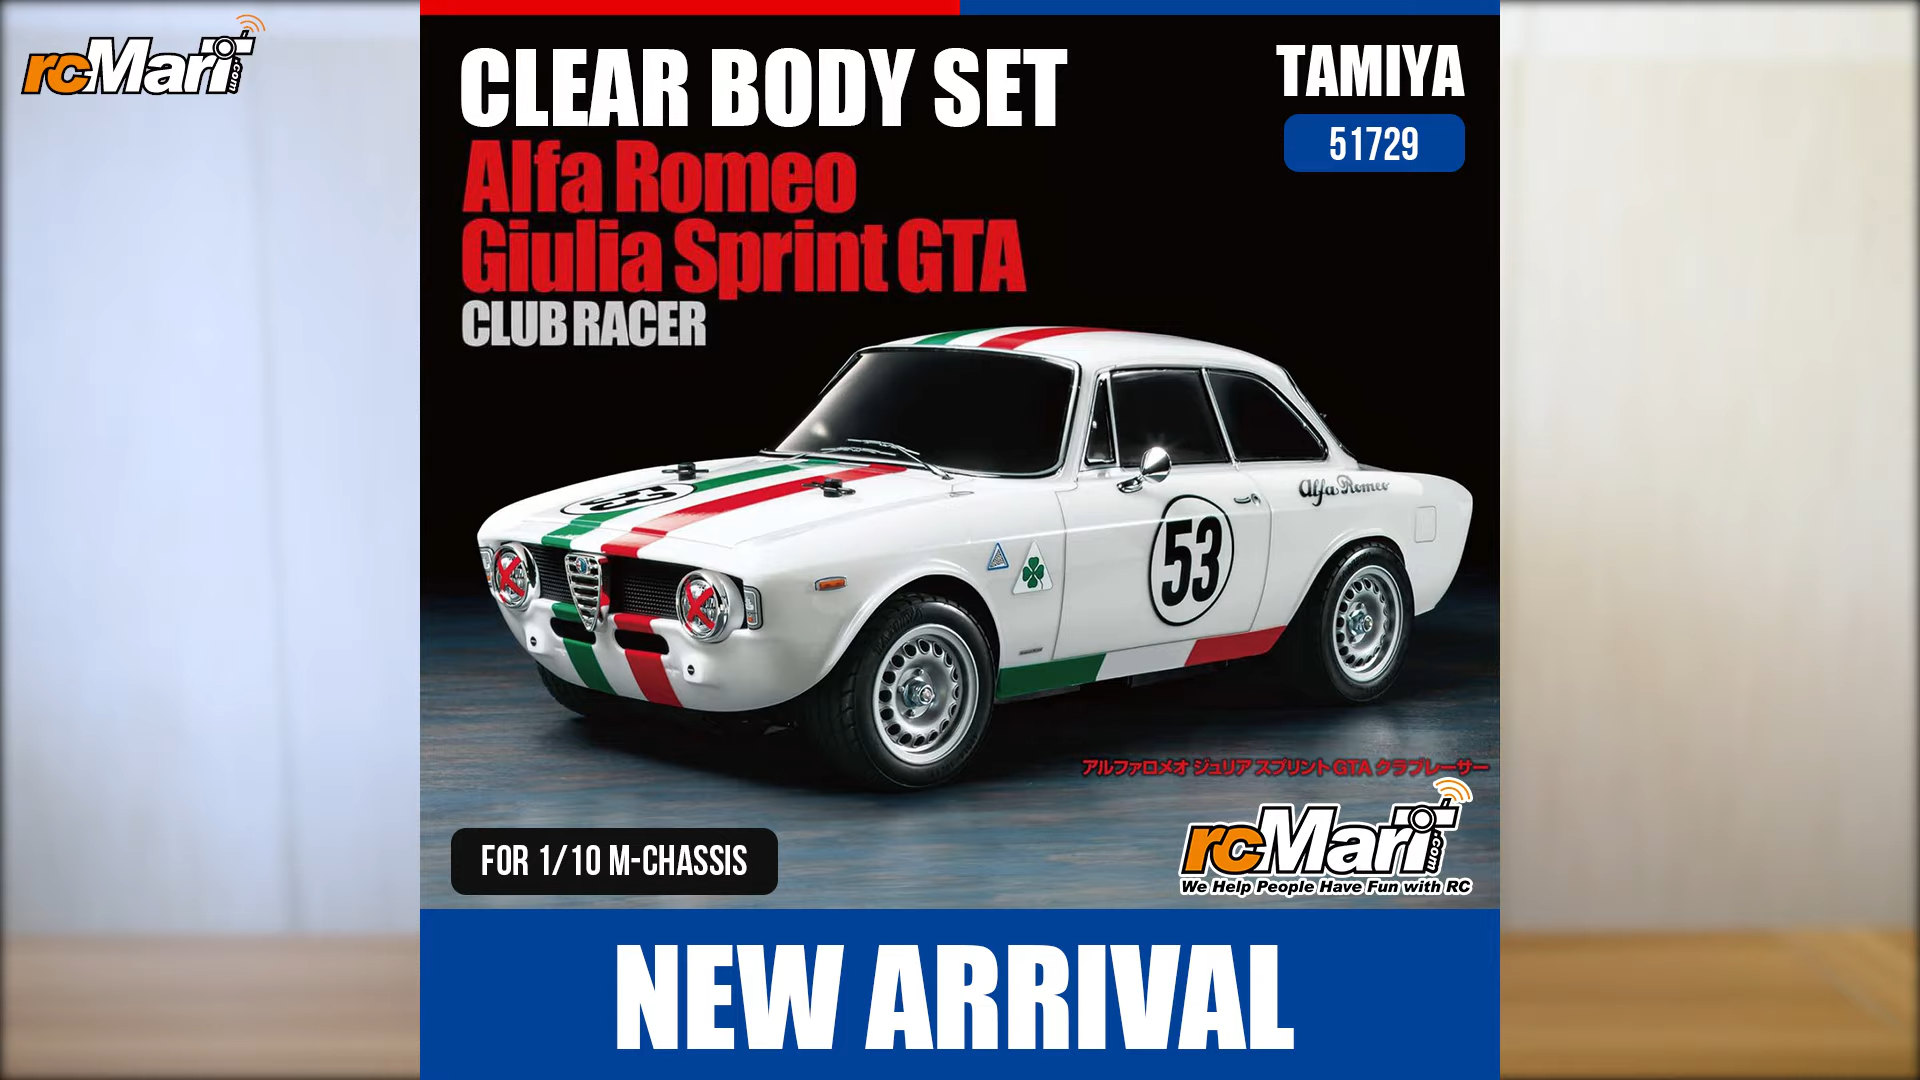 rcMart.com
CLEAR BODY SET
TAMIYA
51729
Alfa Romeo
Giulia Sprint GTA
CLUB RACER
53
Alfa Romeo
53
アルファロメオ ジュリア スプリント GTA クラブレーサー
FOR 1/10 M-CHASSIS
rcMart.com
We Help People Have Fun with RC
NEW ARRIVAL